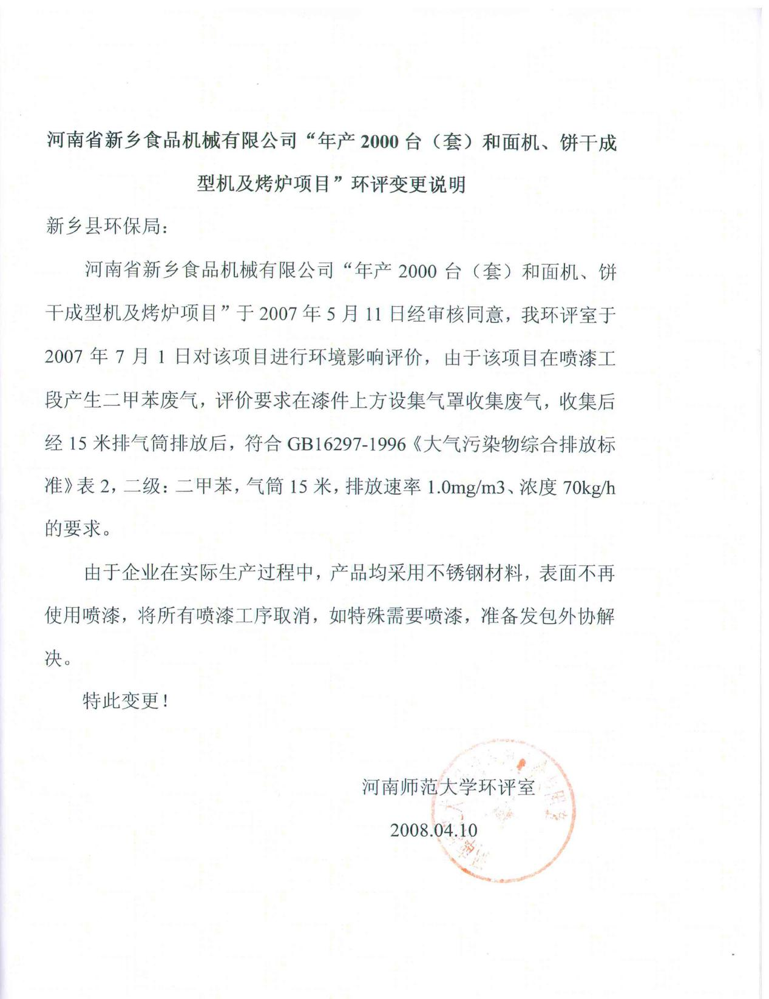 河南省新乡食品机械有限公司“年产 2000 台（套）和面机、饼干成
型机及烤炉项目”环评变更说明
新乡县环保局：
河南省新乡食品机械有限公司“年产 2000 台（套）和面机、饼
干成型机及烤炉项目”于 2007 年 5 月 11 日经审核同意，我环评室于
2007 年 7 月 1 日对该项目进行环境影响评价，由于该项目在喷漆工
段产生二甲苯废气，评价要求在漆件上方设集气罩收集废气，收集后
经 15 米排气筒排放后，符合 GB16297-1996《大气污染物综合排放标
准》表 2，二级：二甲苯，气筒 15 米，排放速率 1.0mg/m3、浓度 70kg/h
的要求。
由于企业在实际生产过程中，产品均采用不锈钢材料，表面不再
使用喷漆，将所有喷漆工序取消，如特殊需要喷漆，准备发包外协解
决。
特此变更！
河南师范大学环评室
2008.04.10